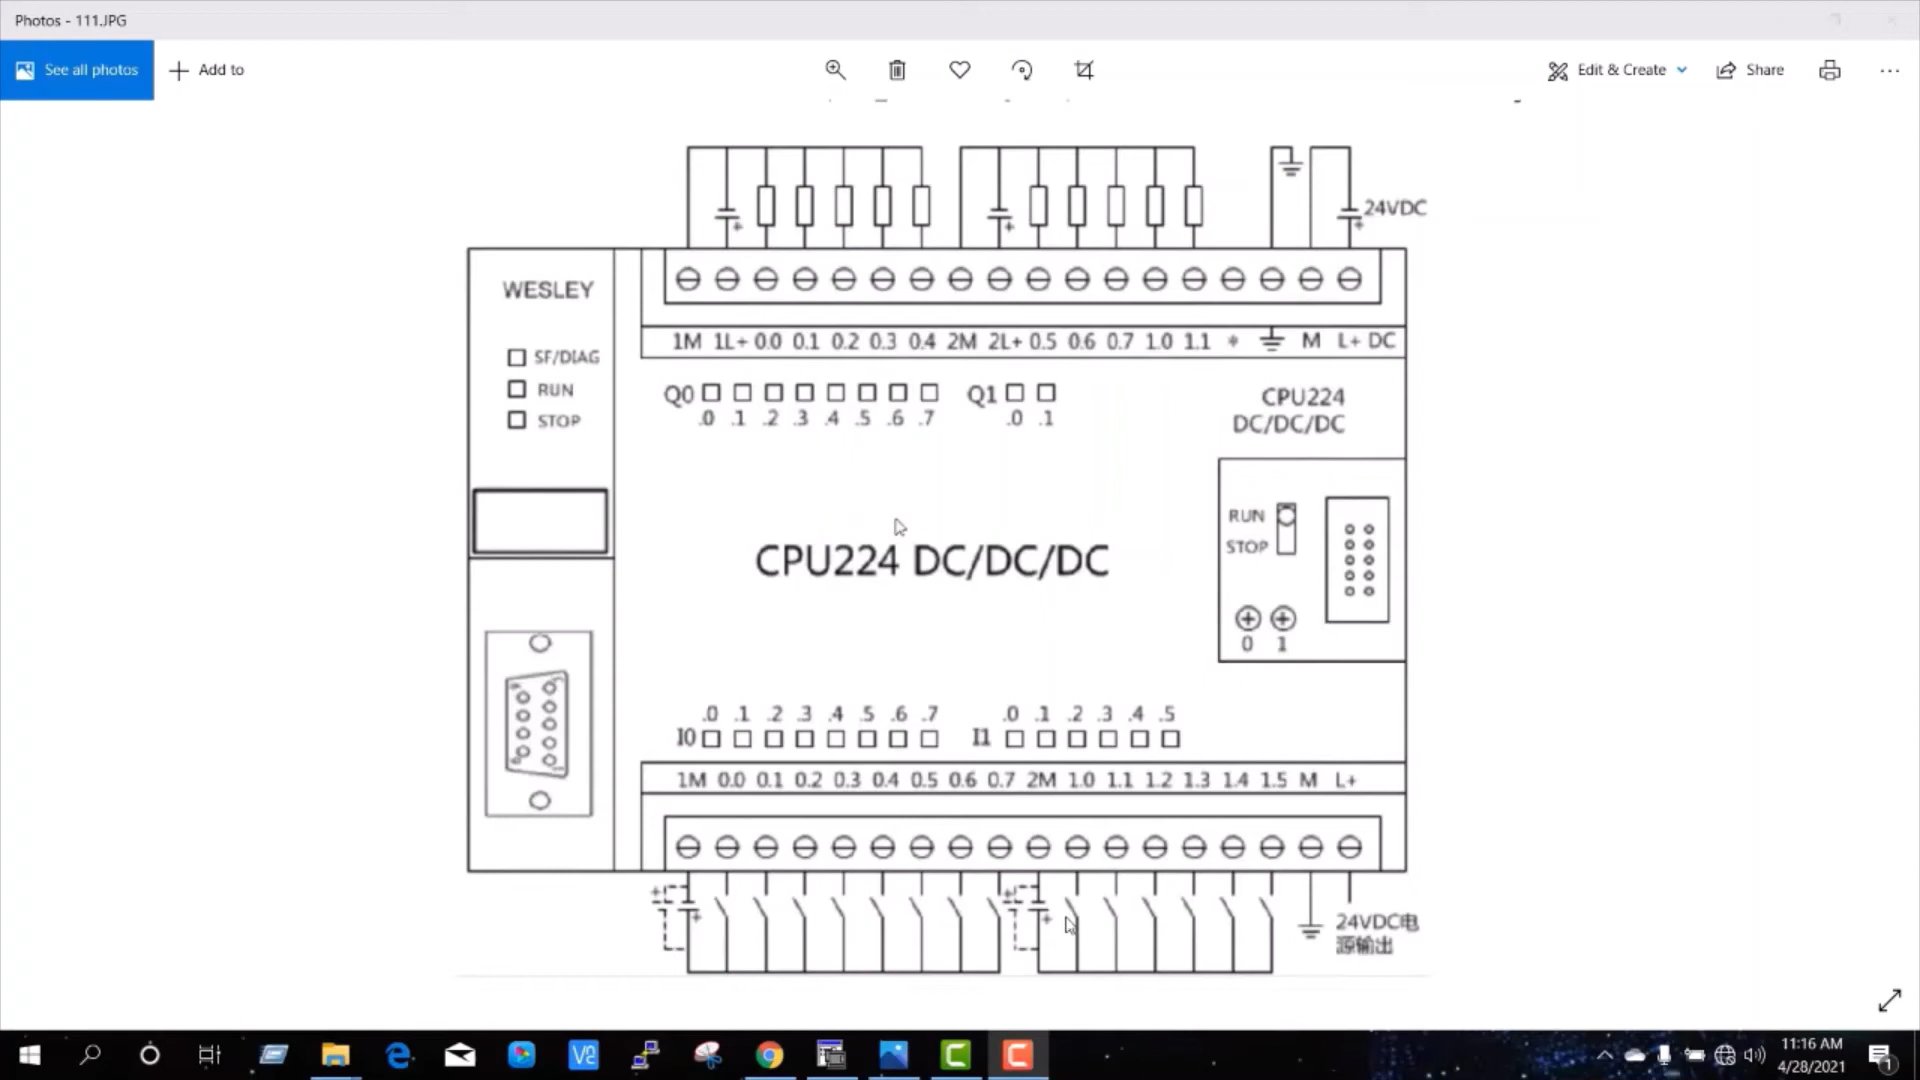 Photos - 111.JPG
See all photos
Add to
Edit & Create
Share
24VDC
WESLEY
SF/DIAG
RUN
STOP
1M 1L+ 0.0 0.1 0.2 0.3 0.4 2M 2L+ 0.5 0.6 0.7 1.0 1.1 M L+ DC
Q0
.0 .1 .2 .3 .4 .5 .6 .7
Q1
.0 .1
CPU224
DC/DC/DC
CPU224 DC/DC/DC
RUN
STOP
0 1
.0 .1 .2 .3 .4 .5 .6 .7
I0
.0 .1 .2 .3 .4 .5
I1
1M 0.0 0.1 0.2 0.3 0.4 0.5 0.6 0.7 2M 1.0 1.1 1.2 1.3 1.4 1.5 M L+
24VDC电
源输出
11:16 AM
4/28/2021
1